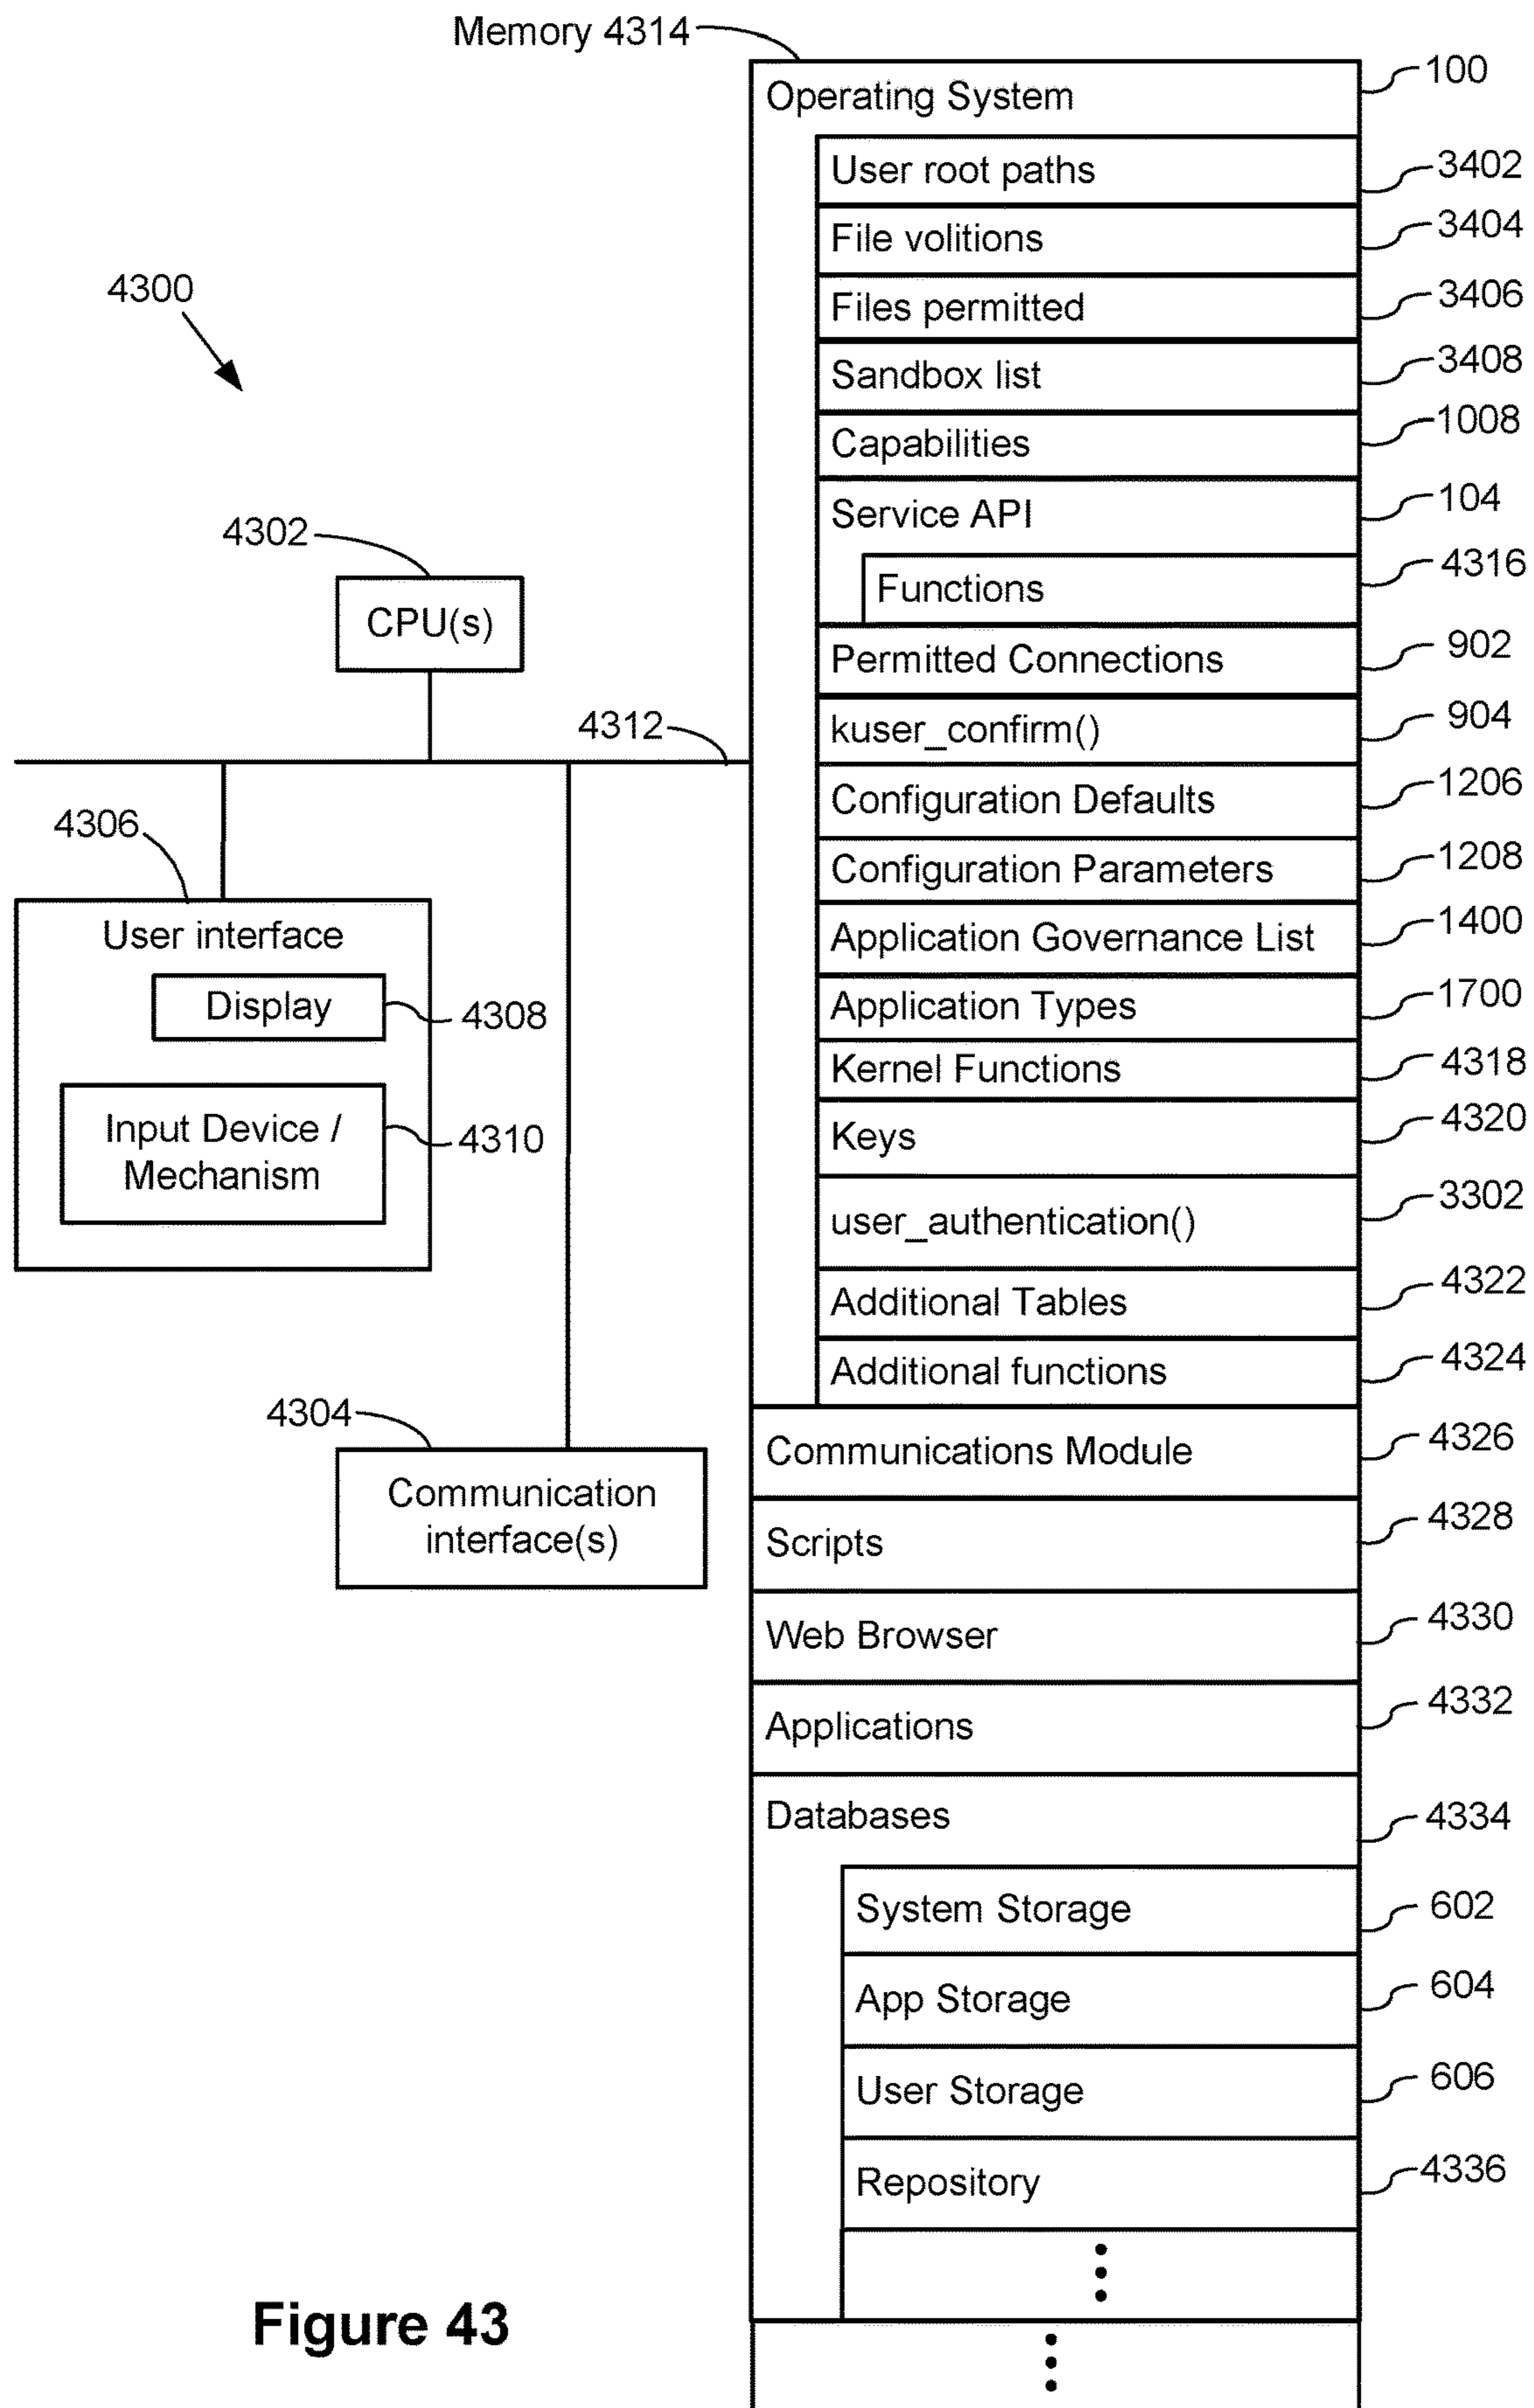 Memory 4314
Operating System
100
User root paths
3402
File volitions
3404
Files permitted
3406
Sandbox list
3408
Capabilities
1008
Service API
104
Functions
4316
Permitted Connections
902
kuser_confirm()
904
Configuration Defaults
1206
Configuration Parameters
1208
Application Governance List
1400
Application Types
1700
Kernel Functions
4318
Keys
4320
user_authentication()
3302
Additional Tables
4322
Additional functions
4324
Communications Module
4326
Scripts
4328
Web Browser
4330
Applications
4332
Databases
4334
System Storage
602
App Storage
604
User Storage
606
Repository
4336
4300
4302
CPU(s)
4312
4306
User interface
Display
4308
Input Device /
Mechanism
4310
4304
Communication
interface(s)
Figure 43